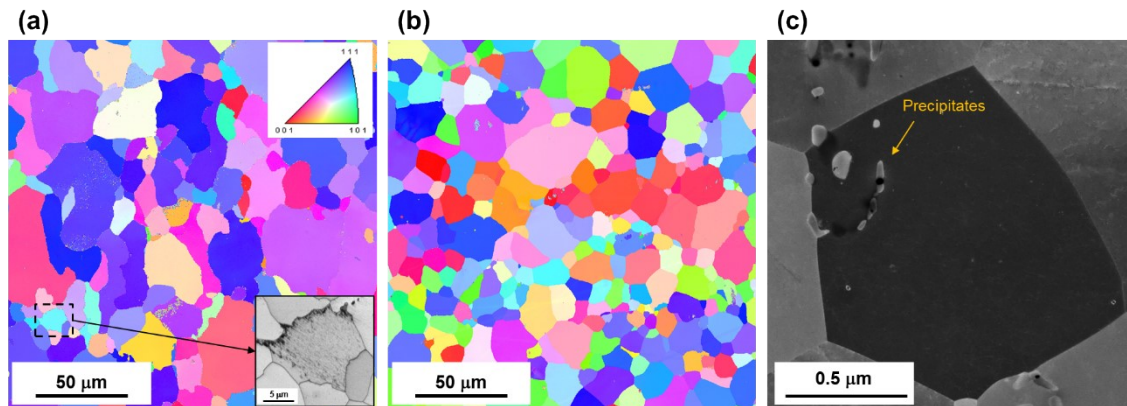 (a)
(b)
(c)
1 1 1
0 0 1
1 0 1
Precipitates
50 μm
5 μm
50 μm
0.5 μm